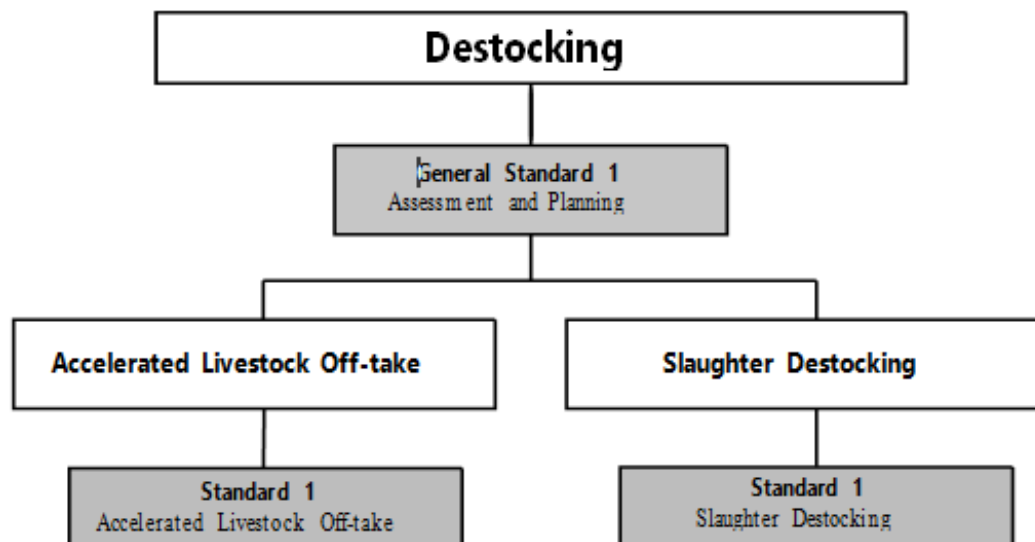 Destocking
General Standard 1
Assessment and Planning
Accelerated Livestock Off-take
Slaughter Destocking
Standard 1
Accelerated Livestock Off-take
Standard 1
Slaughter Destocking